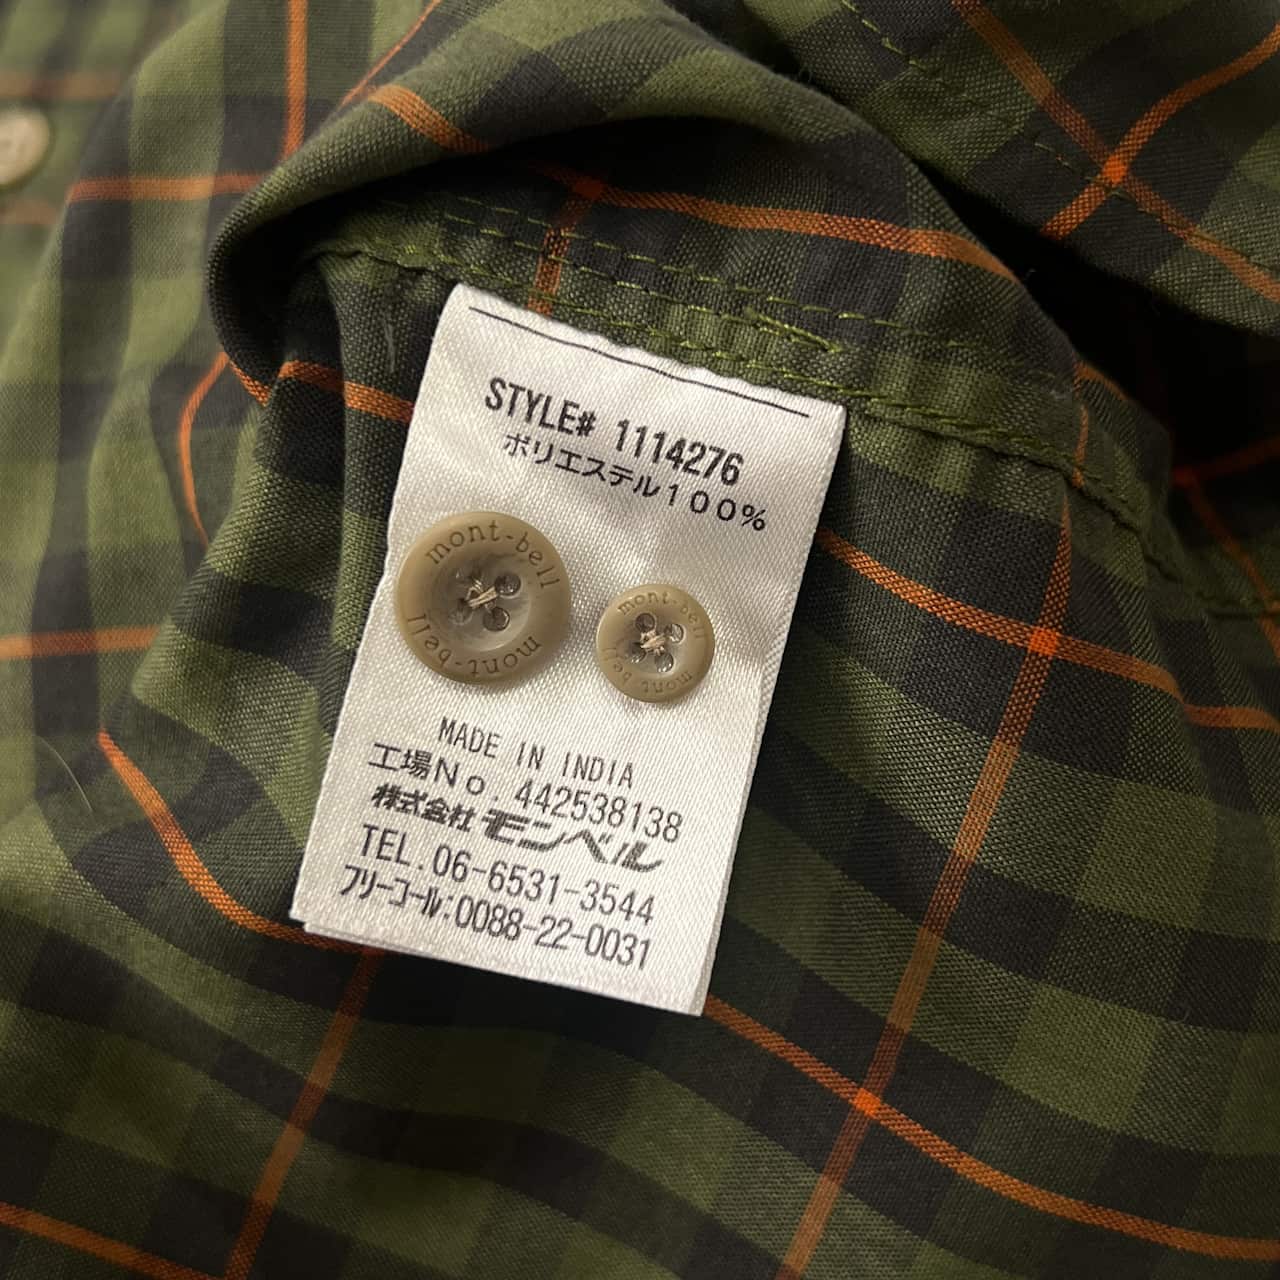 STYLE# 1114276
ポリエステル100%
mont-bell
mont-bell
mont-bell
mont-bell
MADE IN INDIA
工場No. 442538138
株式会社 モンベル
TEL. 06-6531-3544
フリーコール:0088-22-0031